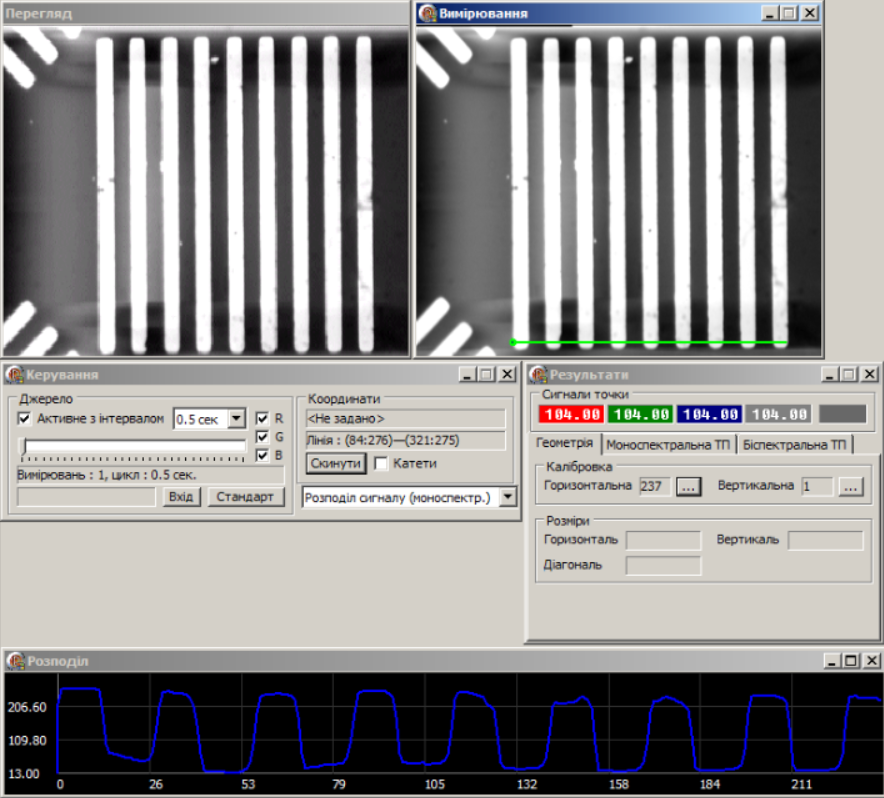 Перегляд
Вимірювання
Керування
Джерело
Активне з інтервалом 0.5 сек R
G
B
Вимірювань : 1, цикл : 0.5 сек.
Вхід Стандарт
Координати
<Не задано>
Лінія : (84:276)—(321:275)
Скинути Катети
Розподіл сигналу (моноспектр.)
Результати
Сигнали точки
104.00 104.00 104.00 104.00
Геометрія Моноспектральна ТП Біспектральна ТП
Калібровка
Горизонтальна 237 ... Вертикальна 1 ...
Розміри
Горизонталь Вертикаль
Діагональ
Розподіл
206.60
109.80
13.00
0 26 53 79 105 132 158 184 211